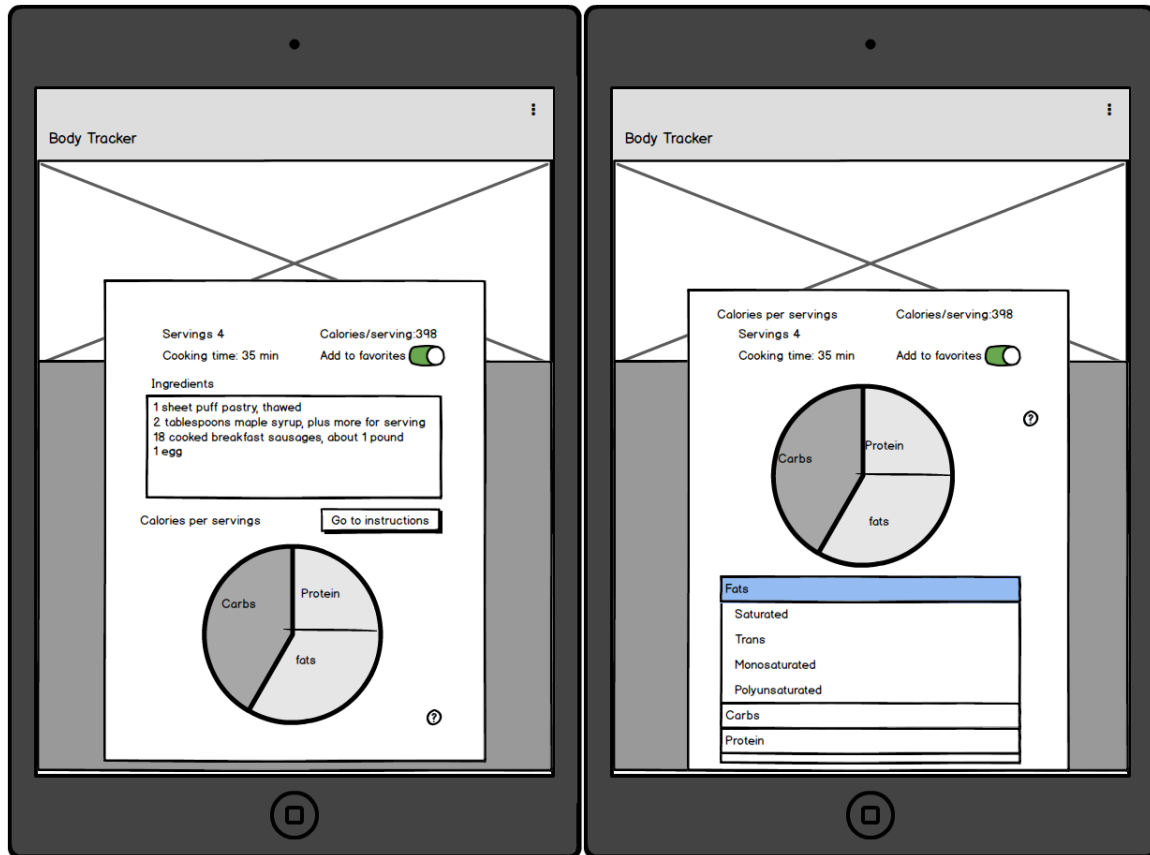 Body Tracker
Servings 4
Calories/serving:398
Cooking time: 35 min
Add to favorites
Ingredients
1 sheet puff pastry, thawed
2 tablespoons maple syrup, plus more for serving
18 cooked breakfast sausages, about 1 pound
1 egg
Calories per servings
Go to instructions
Carbs
Protein
fats
?
Body Tracker
Calories per servings
Calories/serving:398
Servings 4
Cooking time: 35 min
Add to favorites
?
Carbs
Protein
fats
Fats
Saturated
Trans
Monosaturated
Polyunsaturated
Carbs
Protein